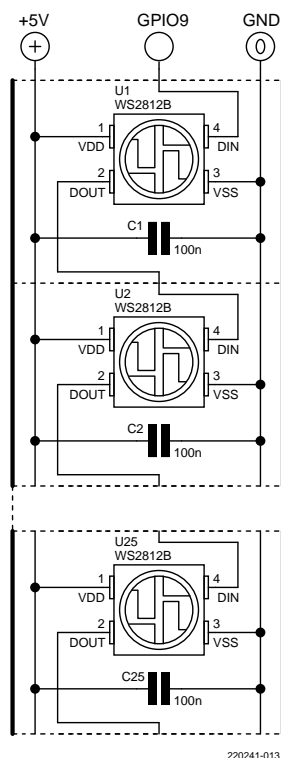 +5V GPIO9 GND
+ 0
U1
WS2812B
1 4
VDD DIN
2 3
DOUT VSS
C1
100n
U2
WS2812B
1 4
VDD DIN
2 3
DOUT VSS
C2
100n
U25
WS2812B
1 4
VDD DIN
2 3
DOUT VSS
C25
100n
220241-013